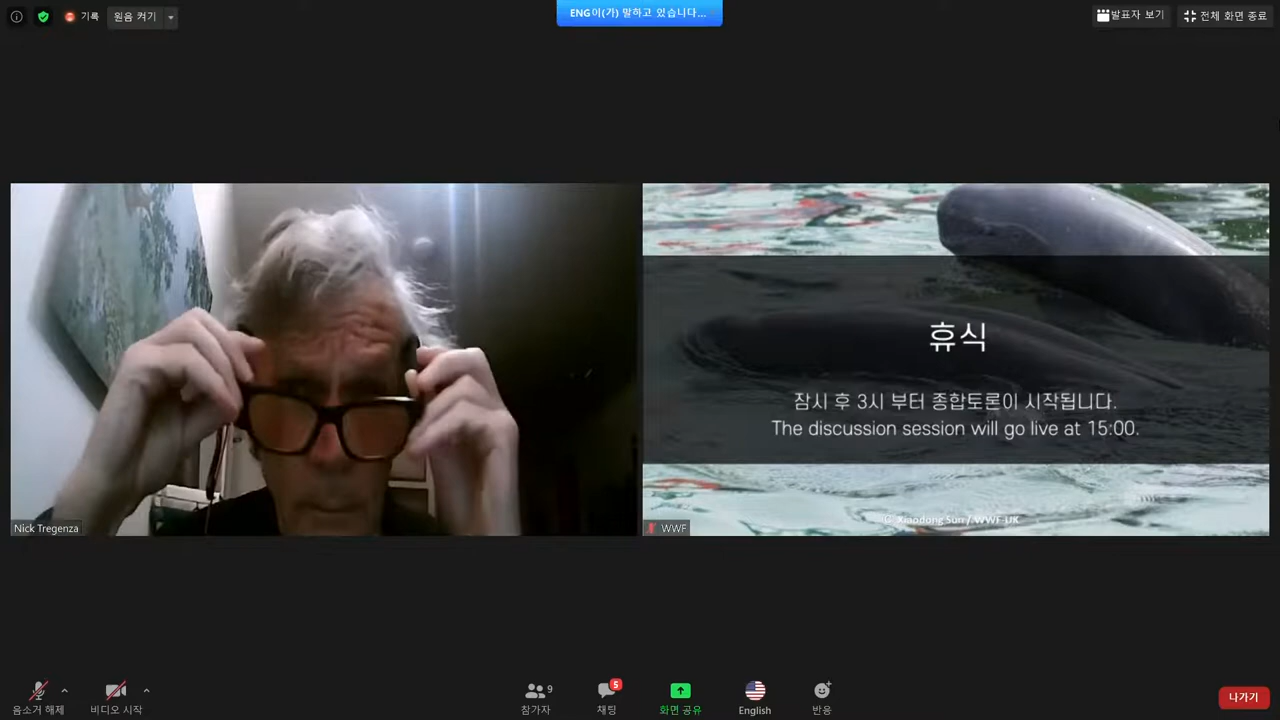 기록
원음 켜기
ENG이(가) 말하고 있습니다...
발표자 보기
전체 화면 종료
휴식
잠시 후 3시 부터 종합토론이 시작됩니다.
The discussion session will go live at 15:00.
© Xiaodong Sun / WWF-UK
Nick Tregenza
WWF
음소거 해제
비디오 시작
9
참가자
5
채팅
화면 공유
English
반응
나가기